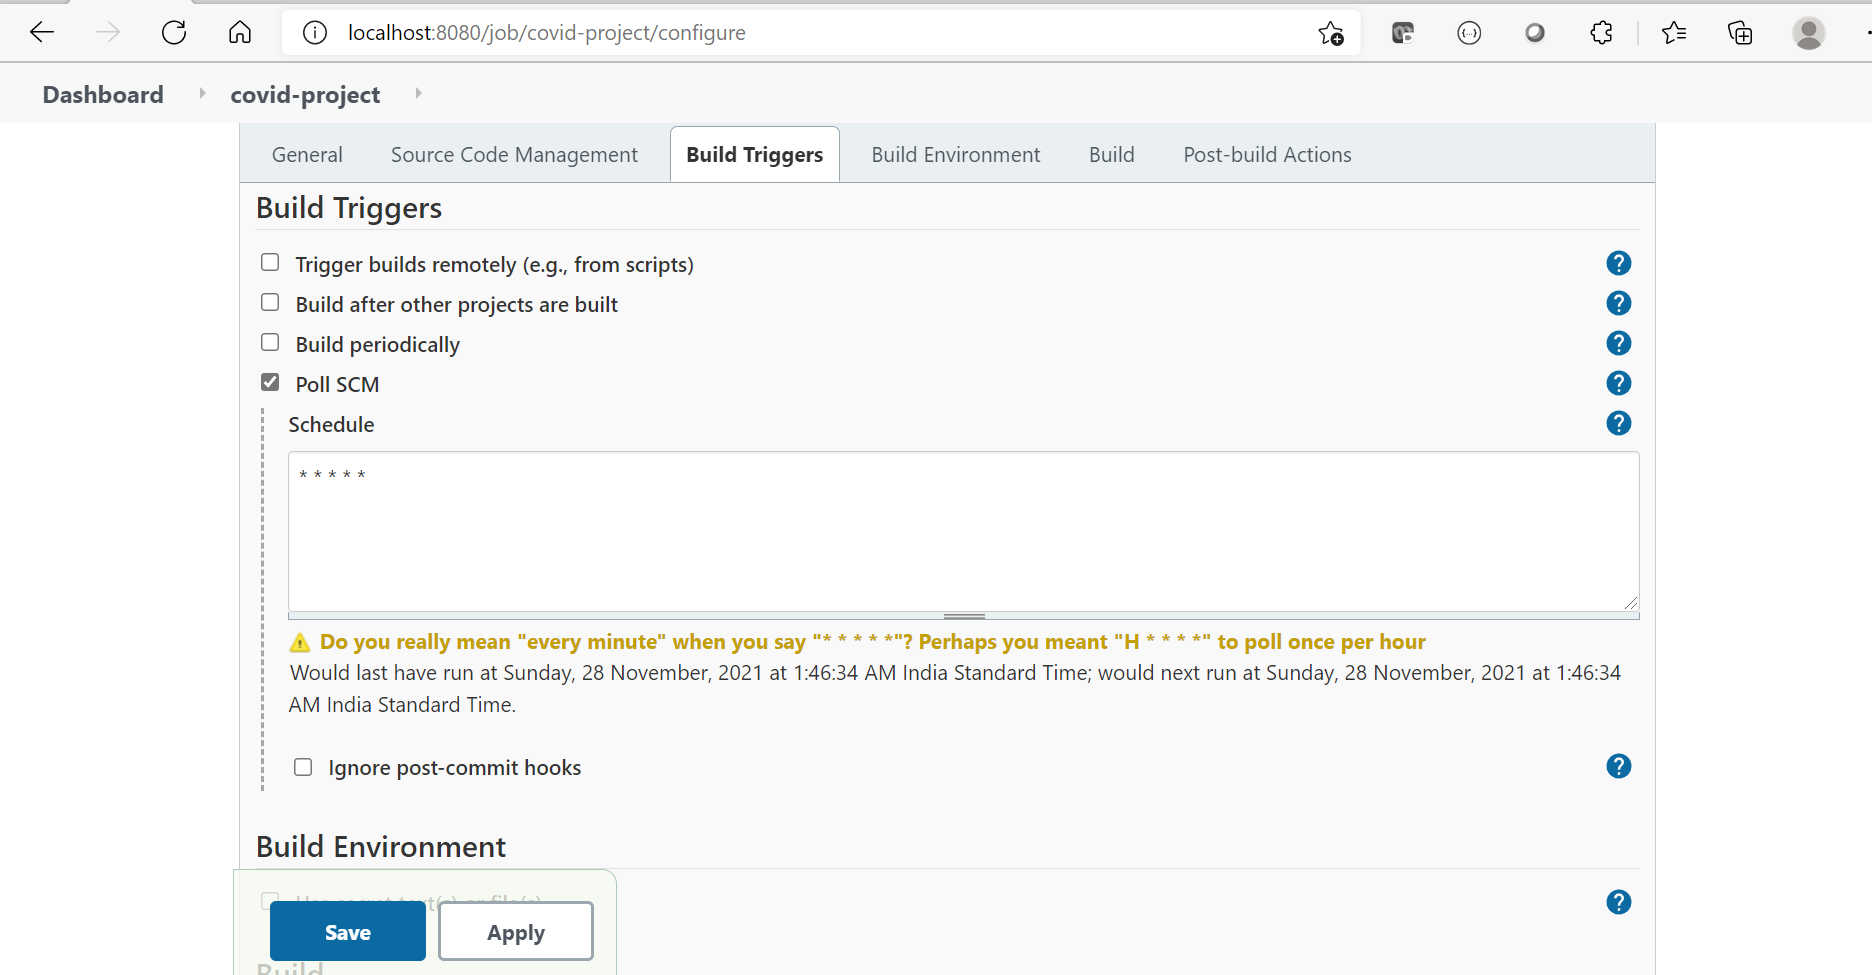 localhost:8080/job/covid-project/configure
Dashboard covid-project
General Source Code Management Build Triggers Build Environment Build Post-build Actions
Build Triggers
Trigger builds remotely (e.g., from scripts) ?
Build after other projects are built ?
Build periodically ?
Poll SCM ?
Schedule ?
* * * * *
Do you really mean "every minute" when you say "* * * * *"? Perhaps you meant "H * * * *" to poll once per hour
Would last have run at Sunday, 28 November, 2021 at 1:46:34 AM India Standard Time; would next run at Sunday, 28 November, 2021 at 1:46:34
AM India Standard Time.
Ignore post-commit hooks ?
Build Environment
Use secret text(s) or file(s) ?
Save Apply
Build